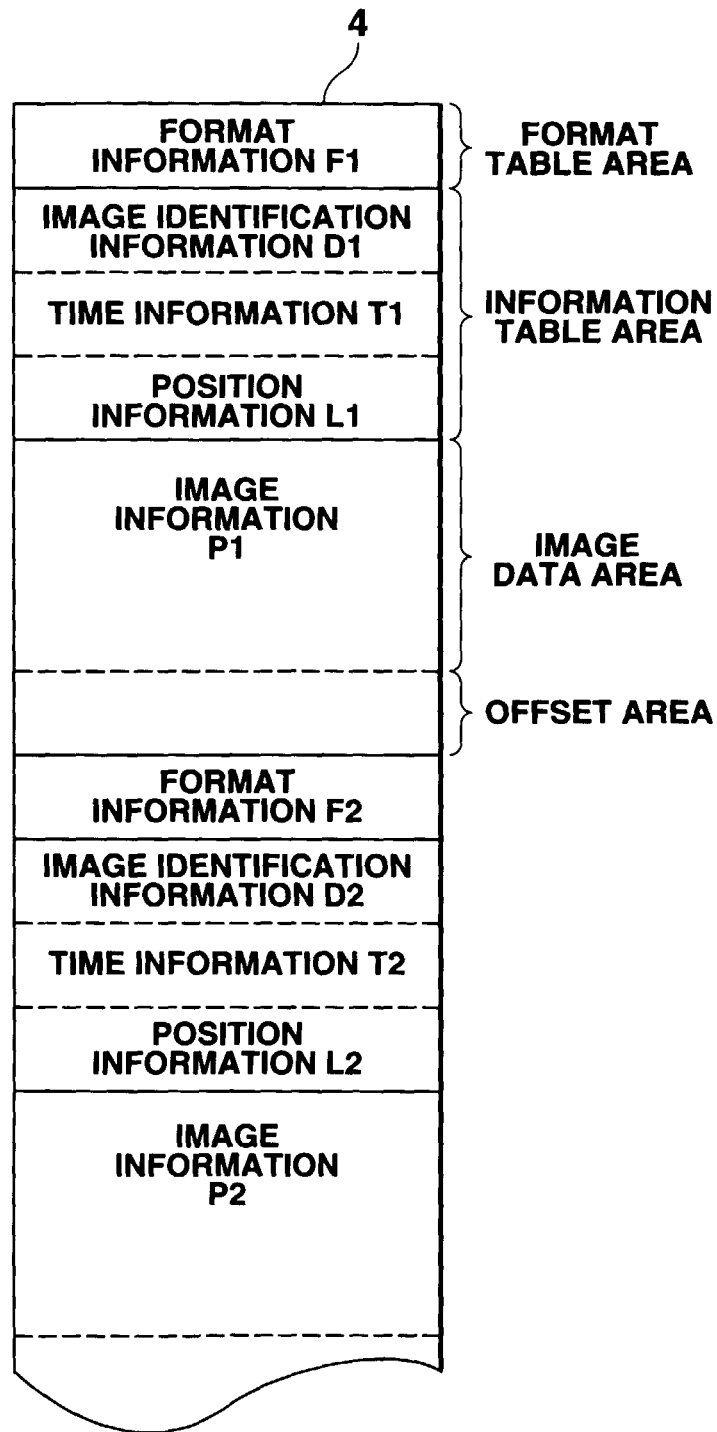 4
FORMAT
INFORMATION F1
FORMAT
TABLE AREA
IMAGE IDENTIFICATION
INFORMATION D1
TIME INFORMATION T1
INFORMATION
TABLE AREA
POSITION
INFORMATION L1
IMAGE
INFORMATION
P1
IMAGE
DATA AREA
OFFSET AREA
FORMAT
INFORMATION F2
IMAGE IDENTIFICATION
INFORMATION D2
TIME INFORMATION T2
POSITION
INFORMATION L2
IMAGE
INFORMATION
P2